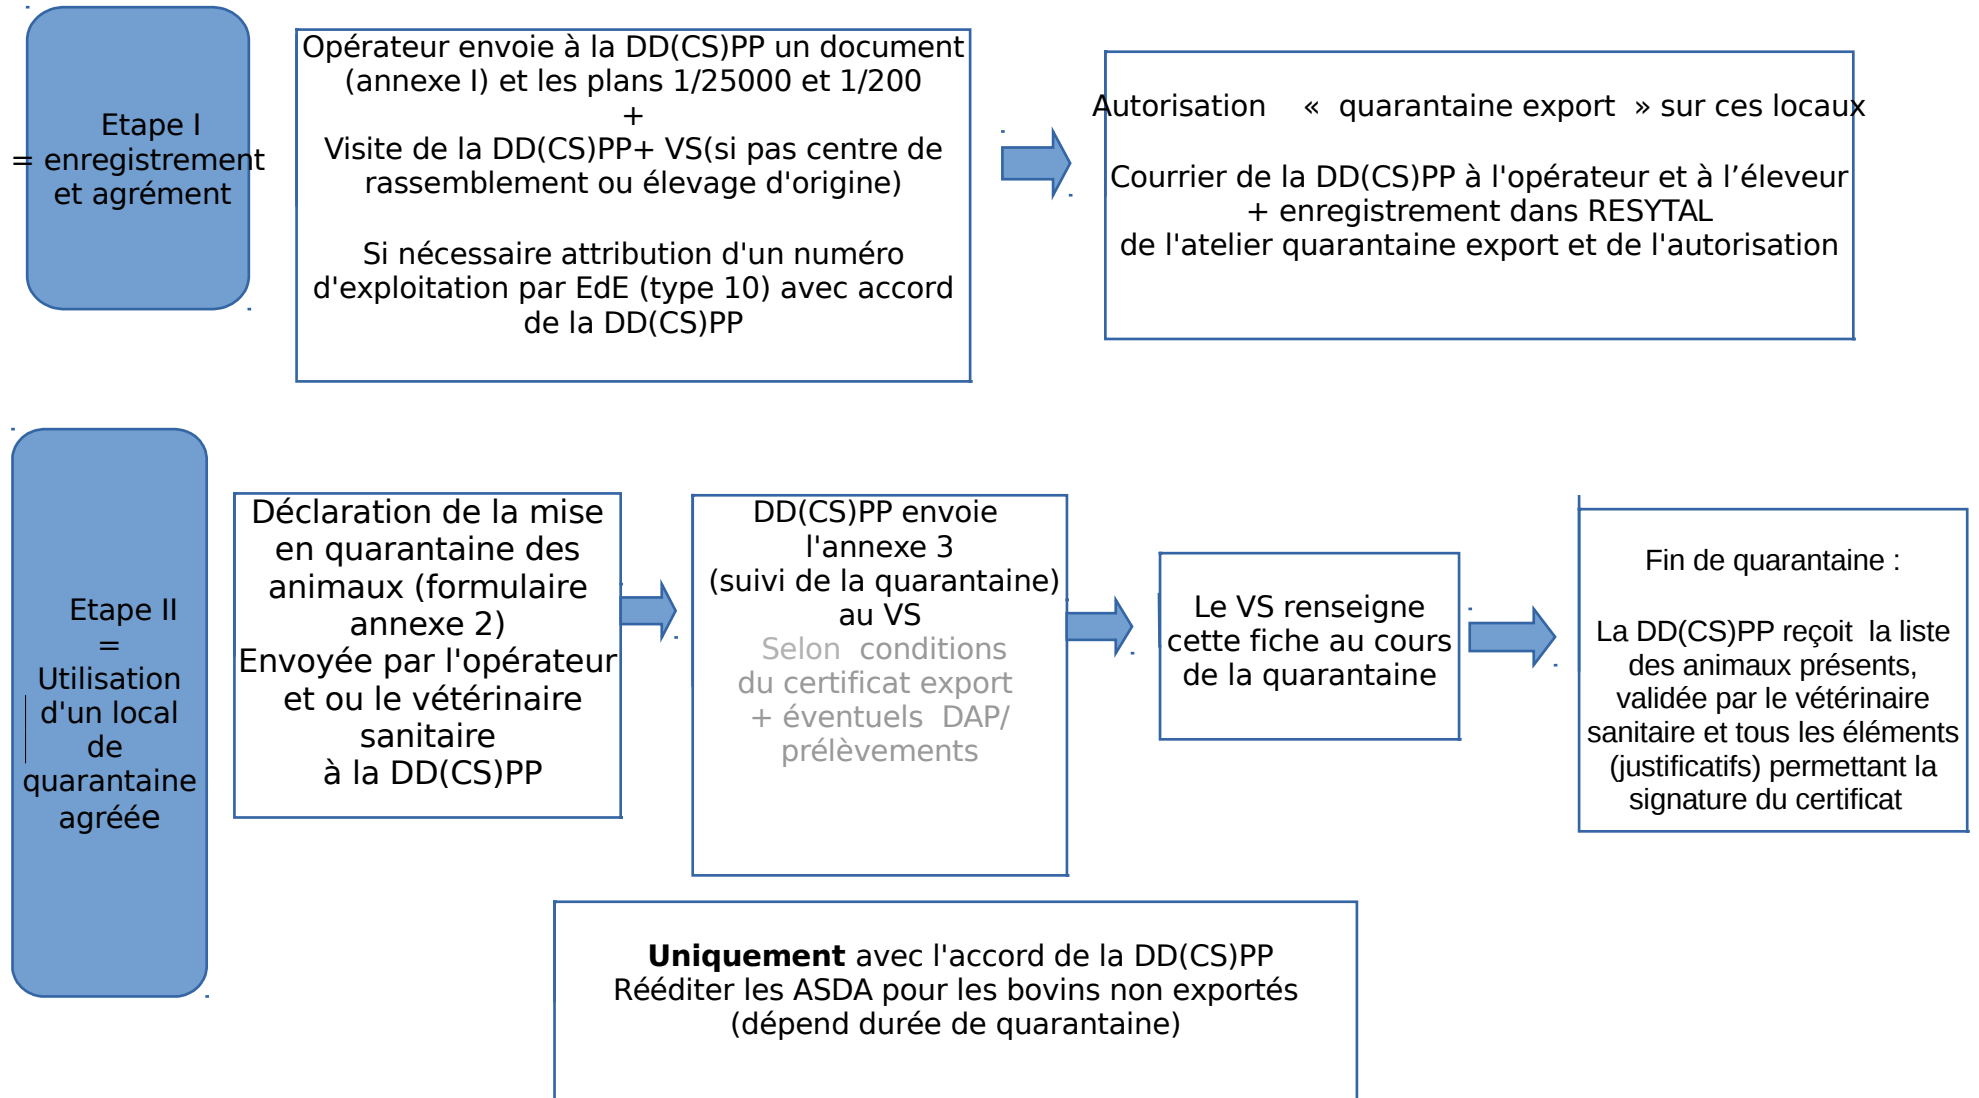 Etape I
= enregistrement
et agrément
Opérateur envoie à la DD(CS)PP un document
(annexe I) et les plans 1/25000 et 1/200
+
Visite de la DD(CS)PP+ VS(si pas centre de
rassemblement ou élevage d'origine)
Si nécessaire attribution d'un numéro
d'exploitation par EdE (type 10) avec accord
de la DD(CS)PP
Autorisation « quarantaine export » sur ces locaux
Courrier de la DD(CS)PP à l'opérateur et à l’éleveur
+ enregistrement dans RESYTAL
de l'atelier quarantaine export et de l'autorisation
Etape II
=
Utilisation
d'un local
de
quarantaine
agréée
Déclaration de la mise
en quarantaine des
animaux (formulaire
annexe 2)
Envoyée par l'opérateur
et ou le vétérinaire
sanitaire
à la DD(CS)PP
DD(CS)PP envoie
l'annexe 3
(suivi de la quarantaine)
au VS
Selon conditions
du certificat export
+ éventuels DAP/
prélèvements
Le VS renseigne
cette fiche au cours
de la quarantaine
Fin de quarantaine :
La DD(CS)PP reçoit la liste
des animaux présents,
validée par le vétérinaire
sanitaire et tous les éléments
(justificatifs) permettant la
signature du certificat
Uniquement avec l'accord de la DD(CS)PP
Rééditer les ASDA pour les bovins non exportés
(dépend durée de quarantaine)